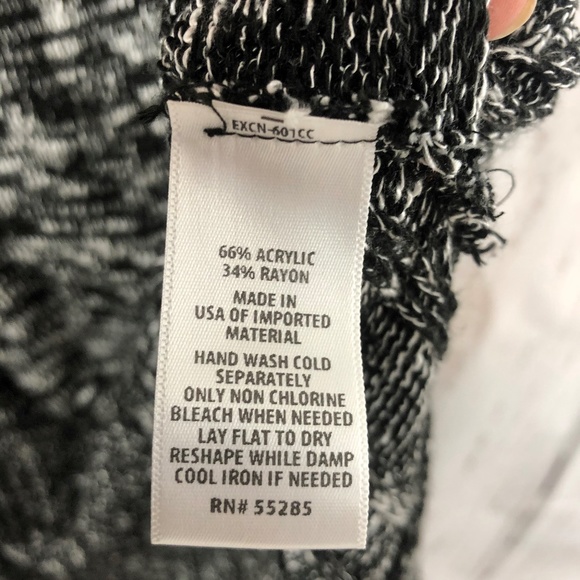 EXCN-601CC
66% ACRYLIC
34% RAYON
MADE IN
USA OF IMPORTED
MATERIAL
HAND WASH COLD
SEPARATELY
ONLY NON CHLORINE
BLEACH WHEN NEEDED
LAY FLAT TO DRY
RESHAPE WHILE DAMP
COOL IRON IF NEEDED
RN# 55285